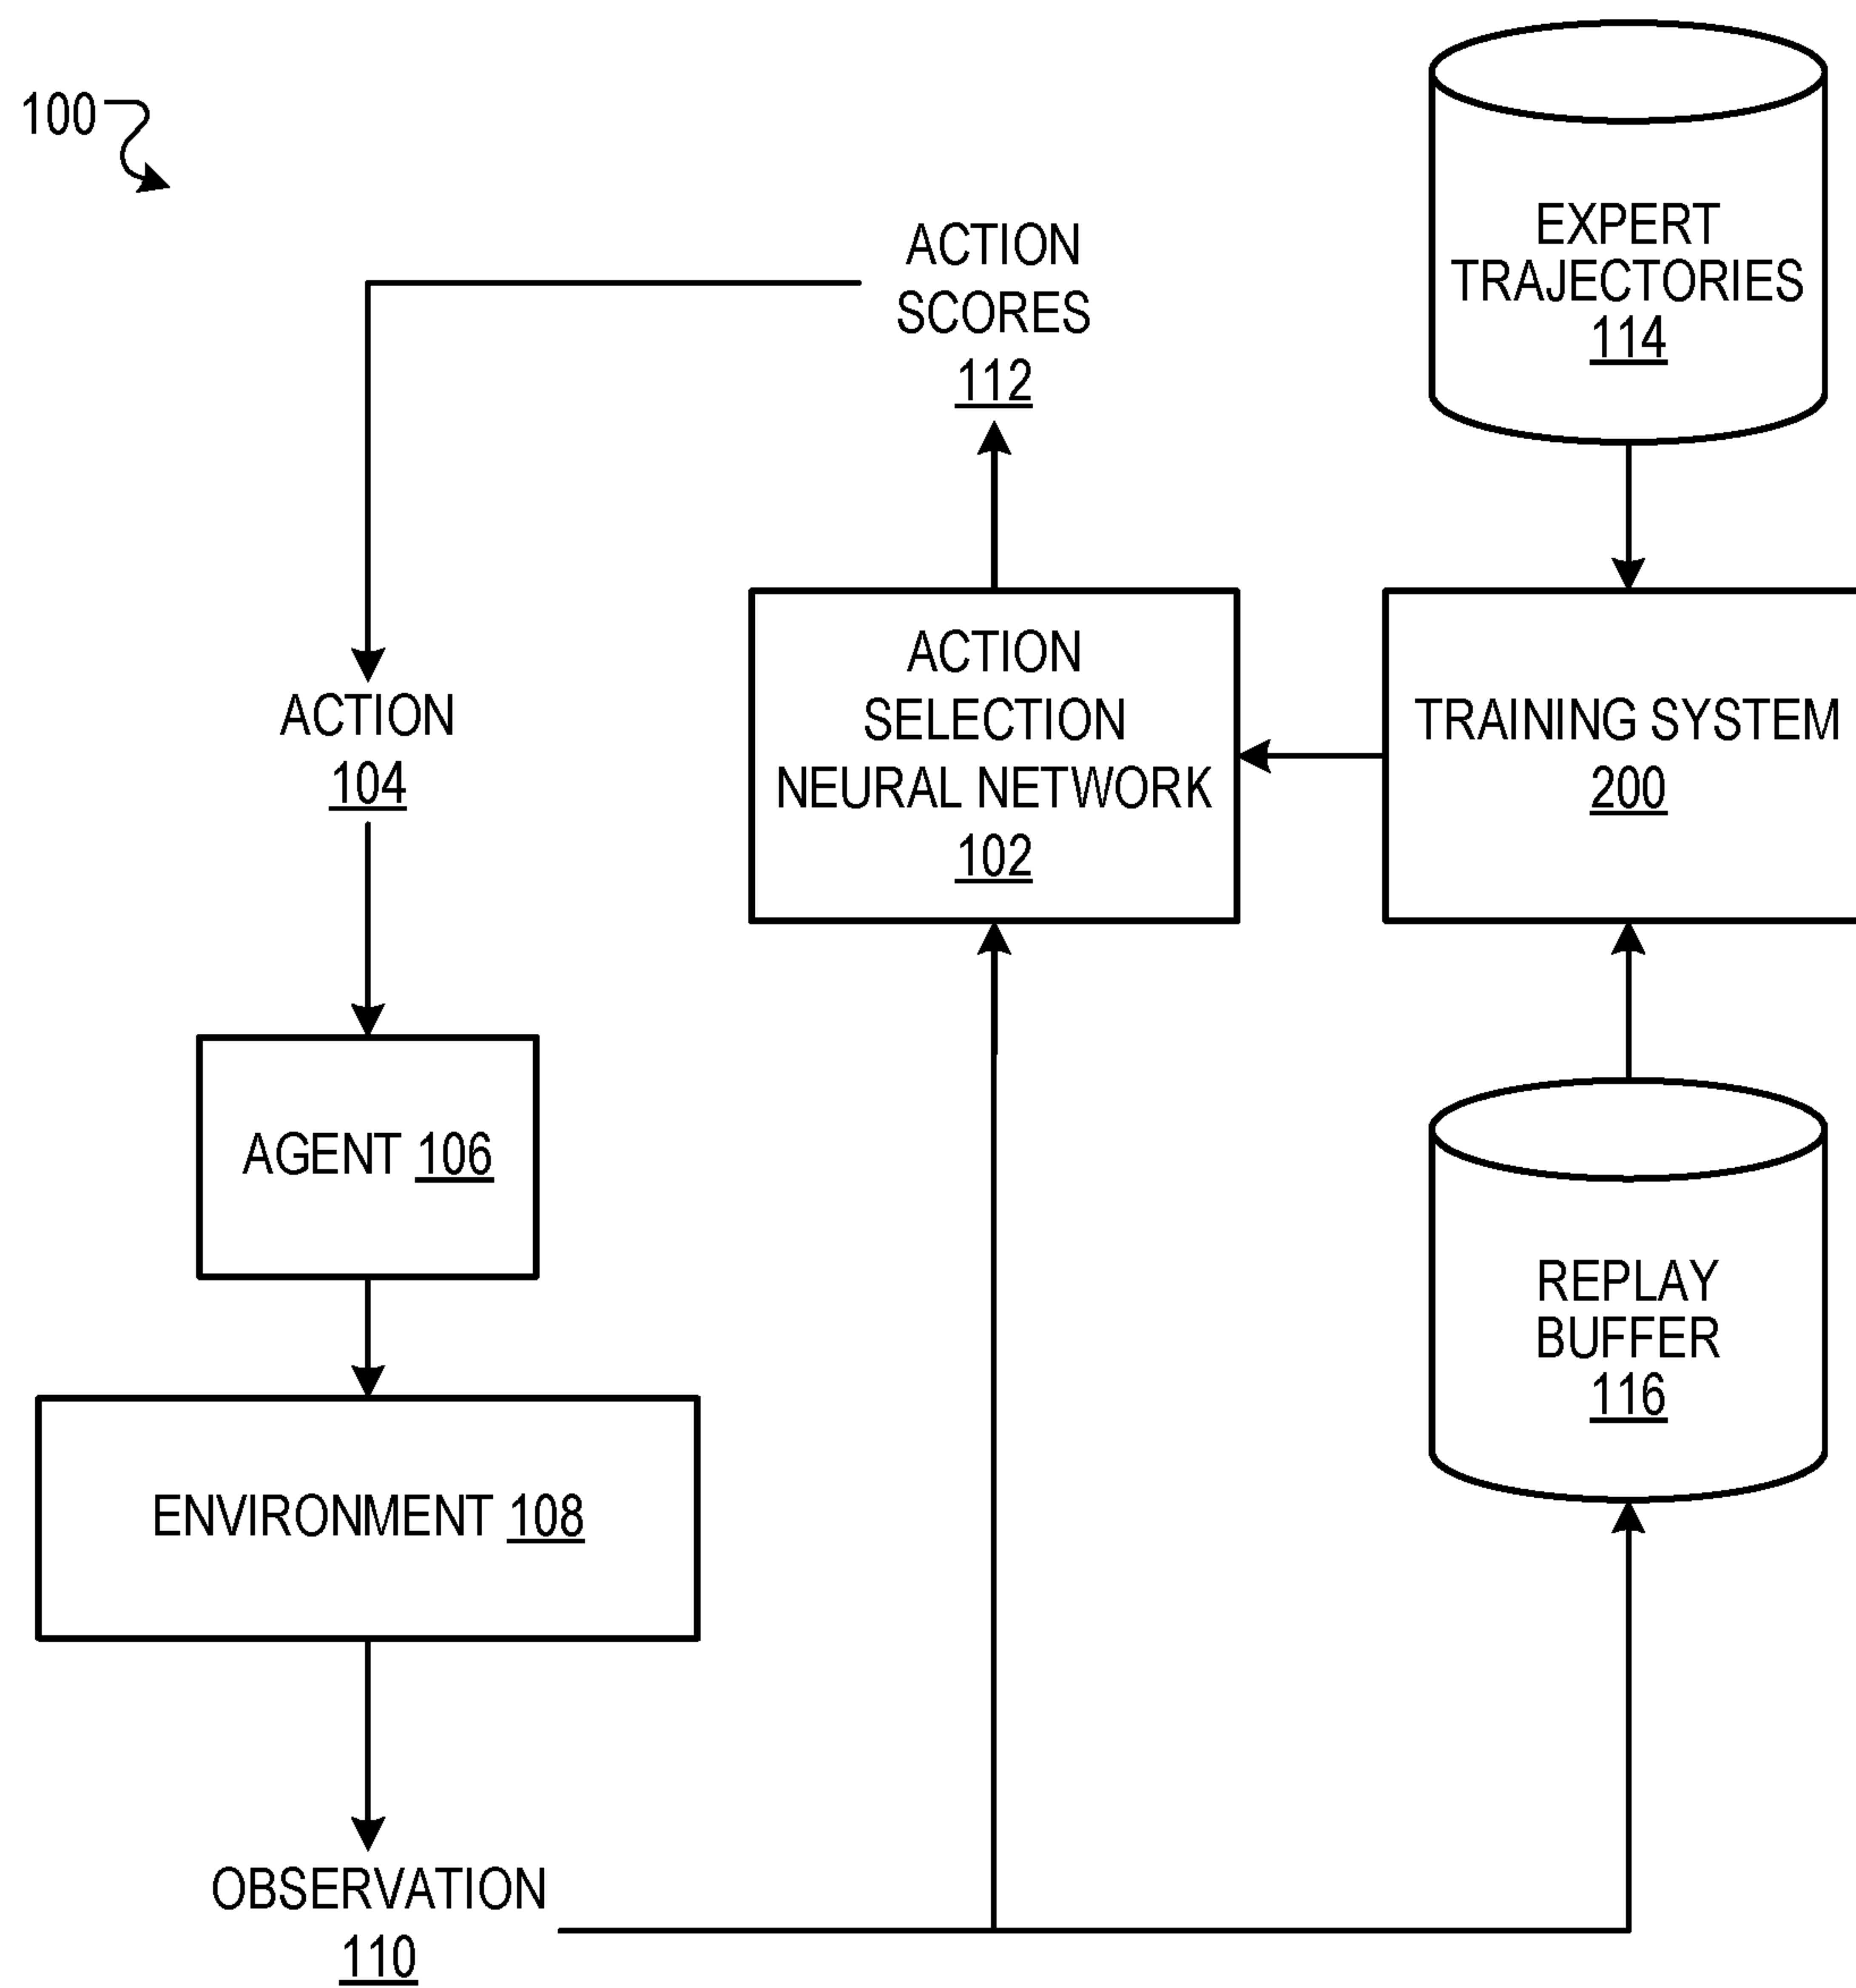 100
ACTION
SCORES
112
EXPERT
TRAJECTORIES
114
ACTION
104
ACTION
SELECTION
NEURAL NETWORK
102
TRAINING SYSTEM
200
AGENT 106
REPLAY
BUFFER
116
ENVIRONMENT 108
OBSERVATION
110